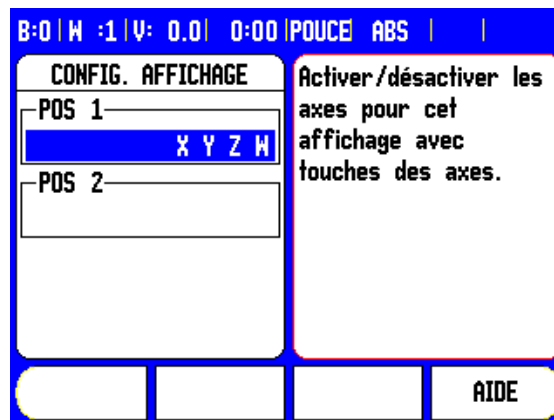 B:0|W :1|V: 0.0| 0:00|POUCE| ABS | |
CONFIG. AFFICHAGE
POS 1
X Y Z W
POS 2
Activer/désactiver les
axes pour cet
affichage avec
touches des axes.
AIDE